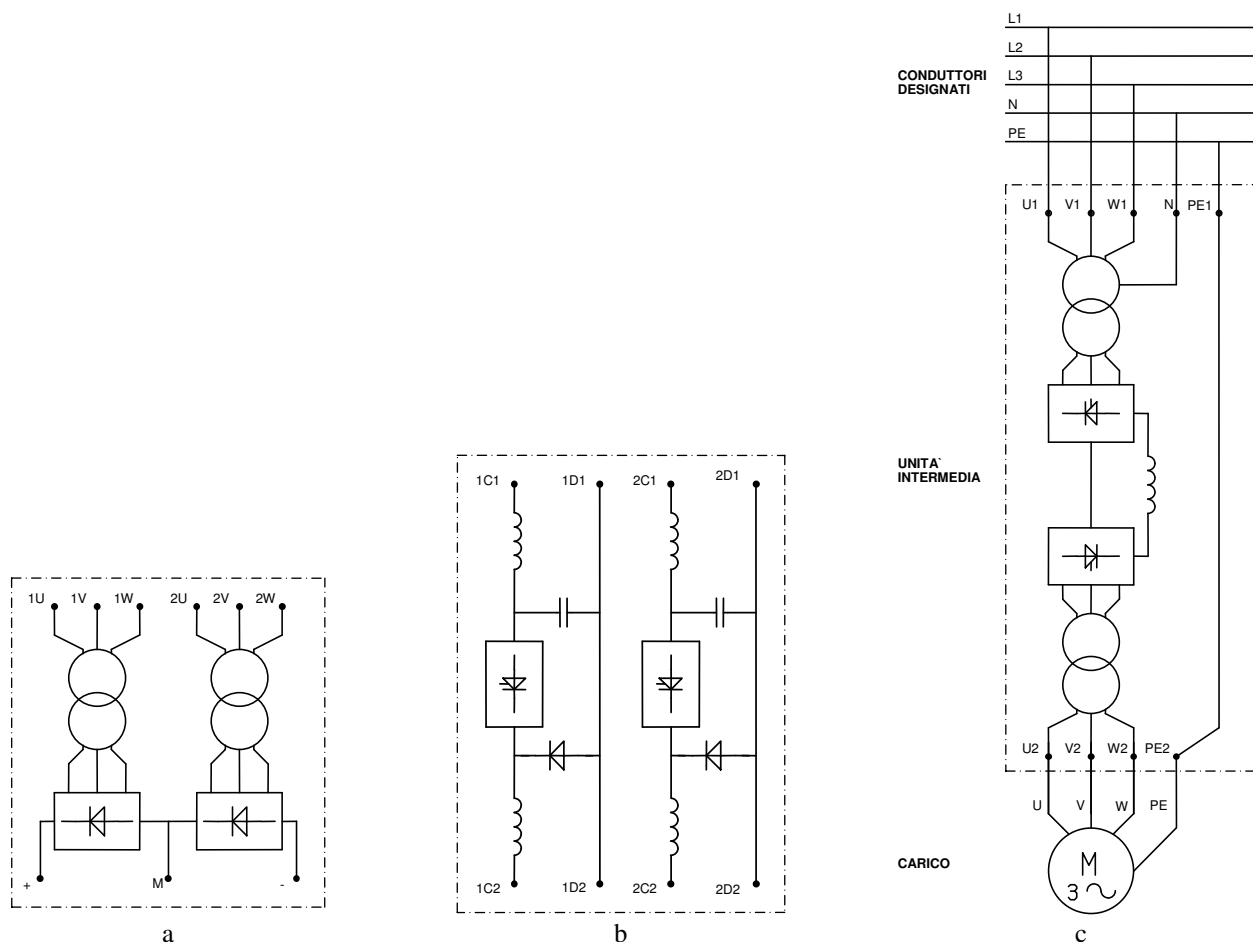 L1
L2
CONDUTTORI
DESIGNATI
L3
N
PE
U1 V1 W1 N PE1
UNITA`
INTERMEDIA
1C1 1D1 2C1 2D1
1U 1V 1W 2U 2V 2W
U2 V2 W2 PE2
U V W PE
CARICO
M
3
+ M -
1C2 1D2 2C2 2D2
a b c